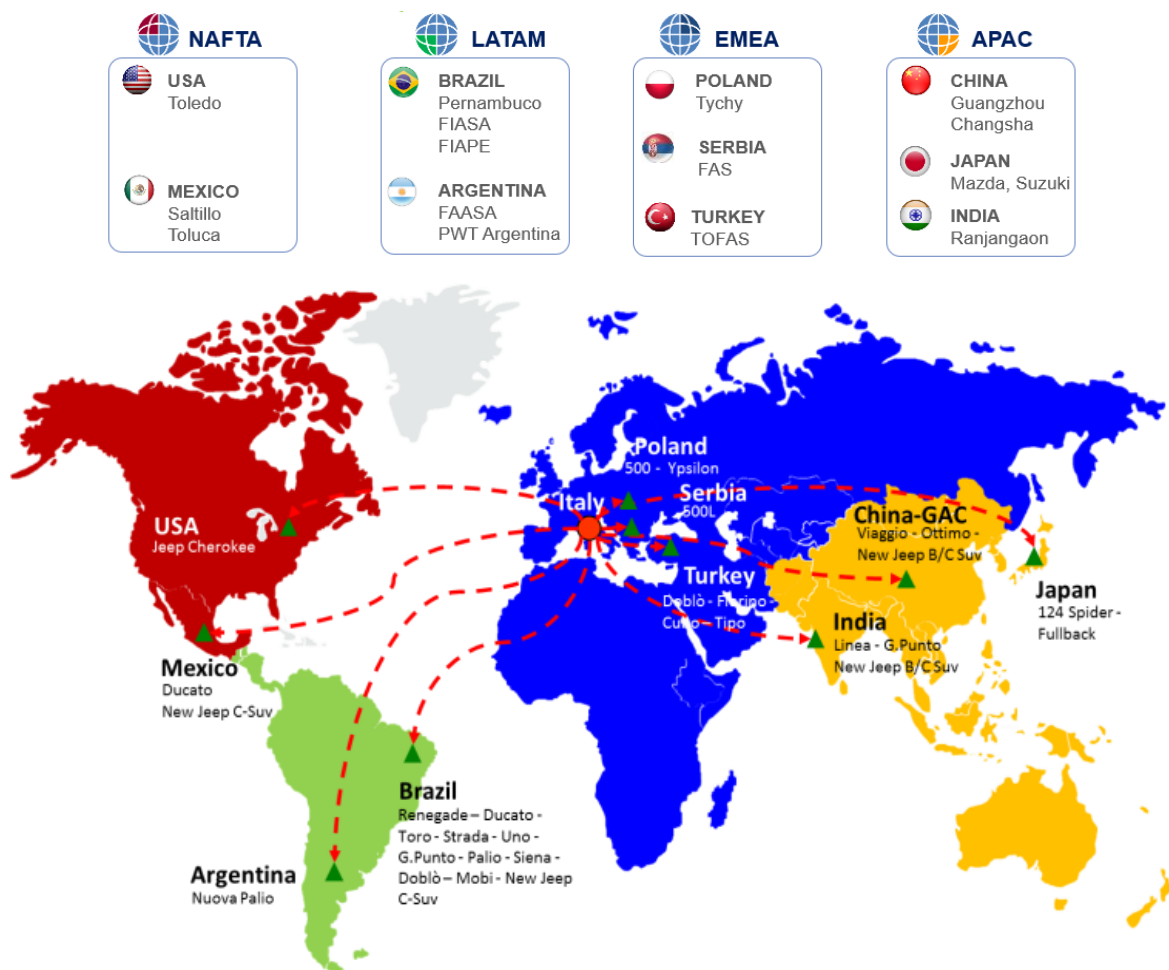 NAFTA
USA
Toledo
MEXICO
Saltillo
Toluca
LATAM
BRAZIL
Pernambuco
FIASA
FIAPE
ARGENTINA
FAASA
PWT Argentina
EMEA
POLAND
Tychy
SERBIA
FAS
TURKEY
TOFAS
APAC
CHINA
Guangzhou
Changsha
JAPAN
Mazda, Suzuki
INDIA
Ranjangaon
Poland
500 - Ypsilon
Italy
Serbia
500L
USA
Jeep Cherokee
China-GAC
Viaggio - Ottimo -
New Jeep B/C Suv
Turkey
Doblò - Fiorino -
Cubo - Tipo
Japan
124 Spider -
Fullback
India
Linea - G.Punto
New Jeep B/C Suv
Mexico
Ducato
New Jeep C-Suv
Brazil
Renegade – Ducato -
Toro - Strada - Uno -
G.Punto - Palio - Siena -
Doblò – Mobi - New Jeep
C-Suv
Argentina
Nuova Palio